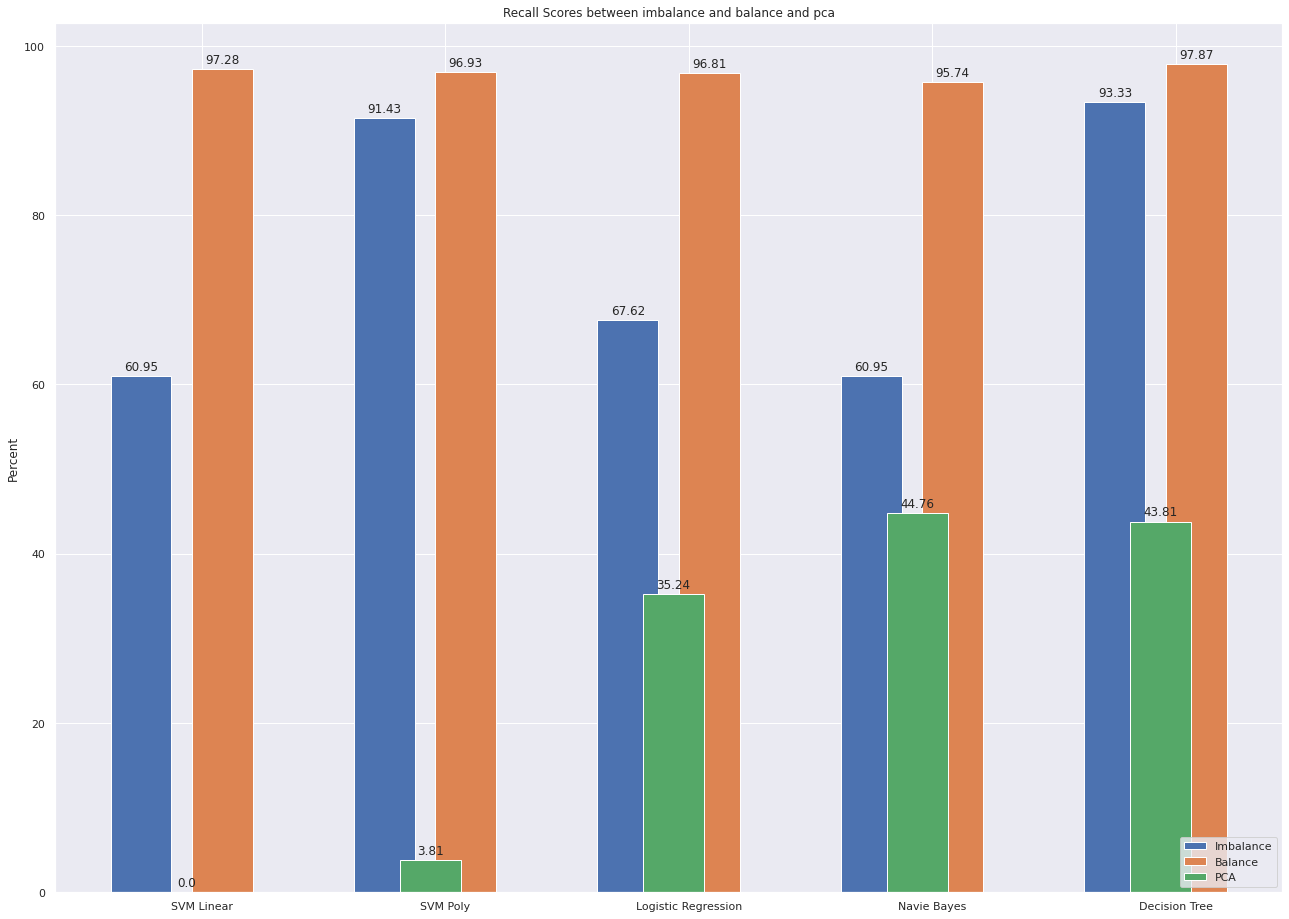 Recall Scores between imbalance and balance and pca
100
80
60
40
20
0
Percent
60.95
0.0
97.28
91.43
3.81
96.93
67.62
35.24
96.81
60.95
44.76
95.74
93.33
43.81
97.87
SVM Linear
SVM Poly
Logistic Regression
Navie Bayes
Decision Tree
Imbalance
Balance
PCA